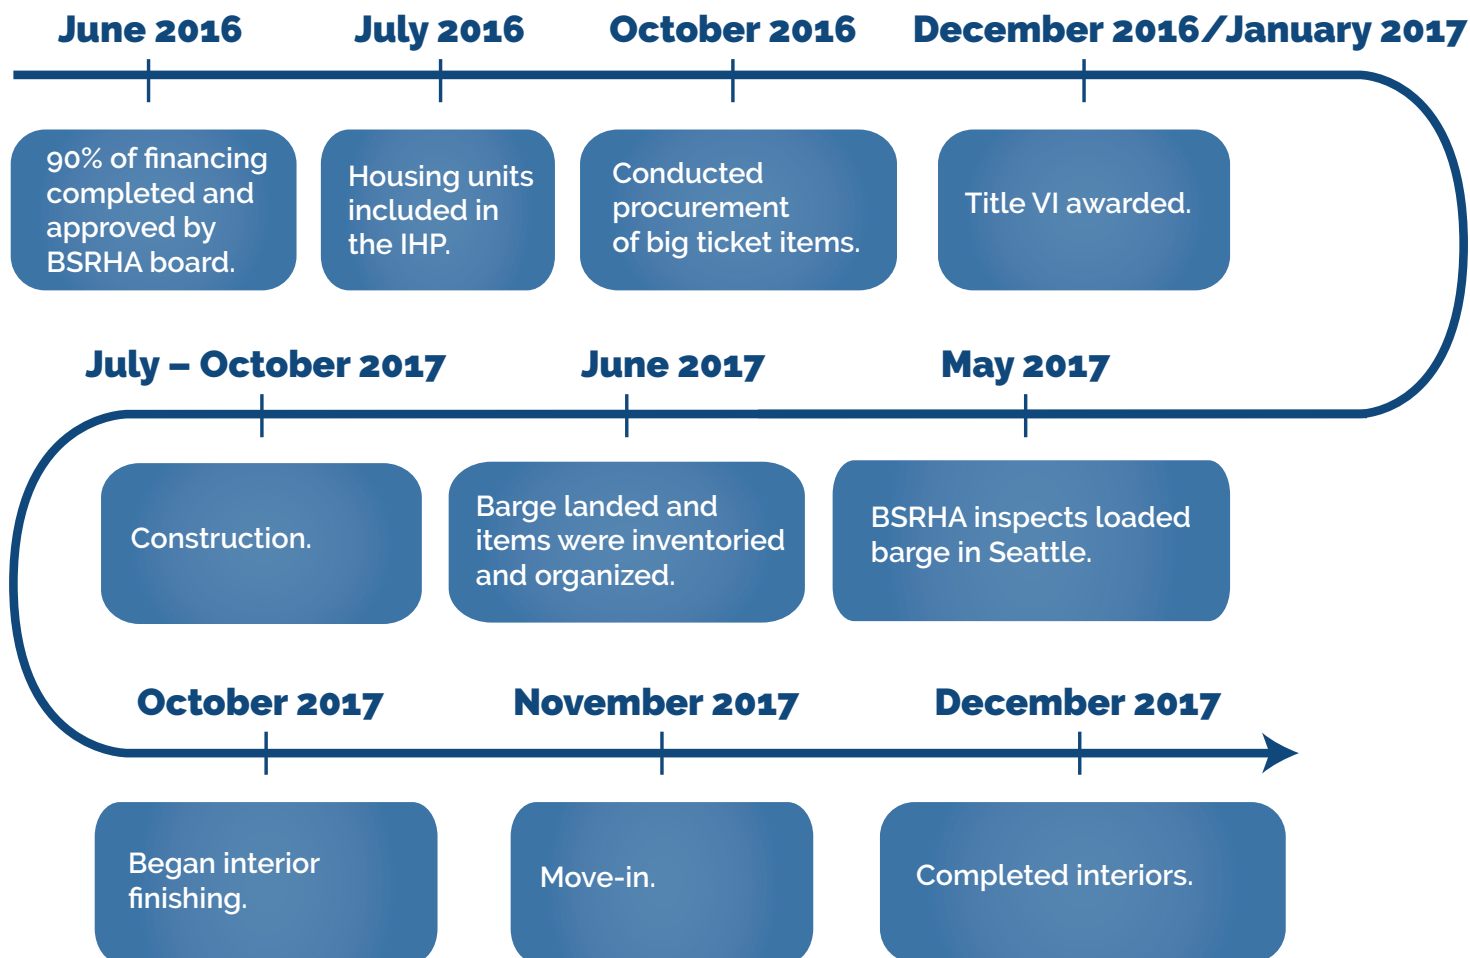 June 2016
90% of financing
completed and
approved by
BSRHA board.
July 2016
Housing units
included in
the IHP.
October 2016
Conducted
procurement
of big ticket items.
December 2016/January 2017
Title VI awarded.
May 2017
BSRHA inspects loaded
barge in Seattle.
June 2017
Barge landed and
items were inventoried
and organized.
July – October 2017
Construction.
October 2017
Began interior
finishing.
November 2017
Move-in.
December 2017
Completed interiors.